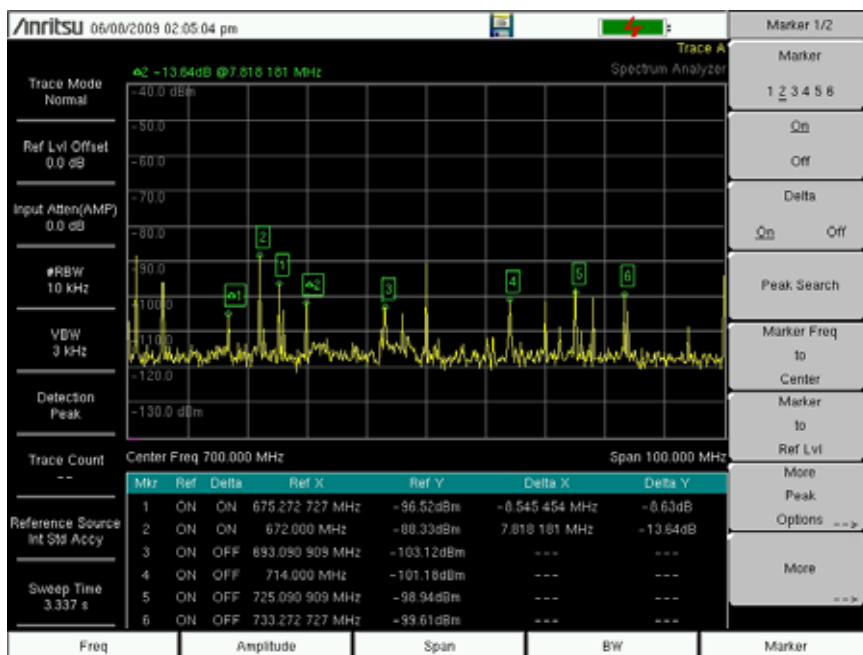 Anritsu 06/08/2009 02:05:04 pm
Marker 1/2
Trace A
Spectrum Analyzer
▵2 -13.64dB @7.818 181 MHz
Trace Mode
Normal
Ref Lvl Offset
0.0 dB
Input Atten(AMP)
0.0 dB
#RBW
10 kHz
VBW
3 kHz
Detection
Peak
Trace Count
--
Reference Source
Int Std Accy
Sweep Time
3.337 s
-40.0 dBm
-50.0
-60.0
-70.0
-80.0
-90.0
-100.0
-110.0
-120.0
-130.0 dBm
▵1
2
1
▵2
3
4
5
6
Center Freq 700.000 MHz
Span 100.000 MHz
Mkr Ref Delta Ref X Ref Y Delta X Delta Y
1 ON ON 675.272 727 MHz -96.52dBm -8.545 454 MHz -8.63dB
2 ON ON 672.000 MHz -88.33dBm 7.818 181 MHz -13.64dB
3 ON OFF 693.090 909 MHz -103.12dBm --- ---
4 ON OFF 714.000 MHz -101.18dBm --- ---
5 ON OFF 725.090 909 MHz -98.94dBm --- ---
6 ON OFF 733.272 727 MHz -99.61dBm --- ---
Marker
1 2 3 4 5 6
On
Off
Delta
On Off
Peak Search
Marker Freq
to
Center
Marker
to
Ref Lvl
More
Peak
Options -->
More
-->
Freq Amplitude Span BW Marker